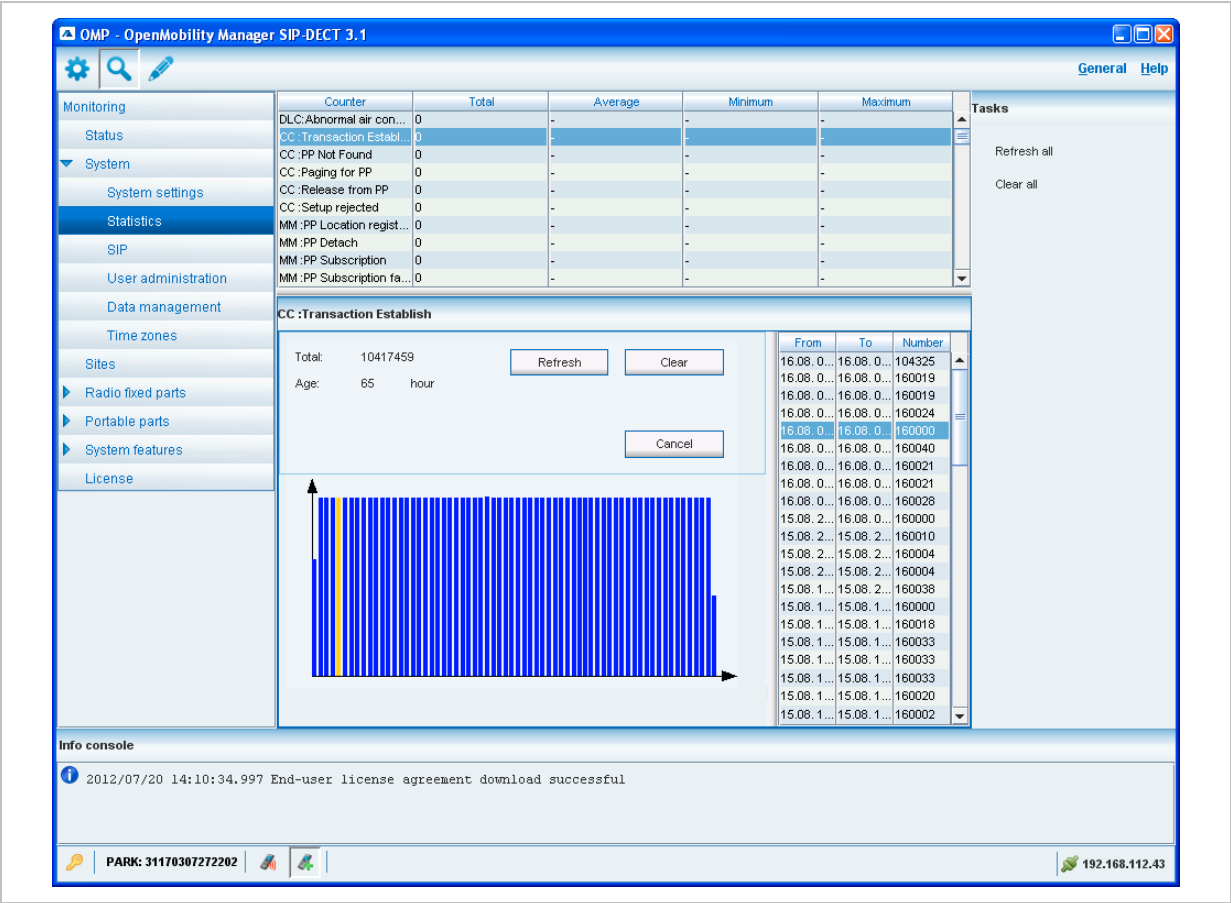 OMP - OpenMobility Manager SIP-DECT 3.1
General Help
Monitoring
Status
System
System settings
Statistics
SIP
User administration
Data management
Time zones
Sites
Radio fixed parts
Portable parts
System features
License
Counter Total Average Minimum Maximum
DLC:Abnormal air con... 0 - - -
CC :Transaction Establ... 0 - - -
CC :PP Not Found 0 - - -
CC :Paging for PP 0 - - -
CC :Release from PP 0 - - -
CC :Setup rejected 0 - - -
MM :PP Location regist... 0 - - -
MM :PP Detach 0 - - -
MM :PP Subscription 0 - - -
MM :PP Subscription fa... 0 - - -
CC :Transaction Establish
Total: 10417459
Refresh Clear
Age: 65 hour
Cancel
From To Number
16.08. 0... 16.08. 0... 104325
16.08. 0... 16.08. 0... 160019
16.08. 0... 16.08. 0... 160019
16.08. 0... 16.08. 0... 160024
16.08. 0... 16.08. 0... 160000
16.08. 0... 16.08. 0... 160040
16.08. 0... 16.08. 0... 160021
16.08. 0... 16.08. 0... 160021
16.08. 0... 16.08. 0... 160028
15.08. 2... 16.08. 0... 160000
15.08. 2... 15.08. 2... 160010
15.08. 2... 15.08. 2... 160004
15.08. 2... 15.08. 2... 160004
15.08. 1... 15.08. 2... 160038
15.08. 1... 15.08. 1... 160000
15.08. 1... 15.08. 1... 160018
15.08. 1... 15.08. 1... 160033
15.08. 1... 15.08. 1... 160033
15.08. 1... 15.08. 1... 160033
15.08. 1... 15.08. 1... 160020
15.08. 1... 15.08. 1... 160002
Tasks
Refresh all
Clear all
Info console
2012/07/20 14:10:34.997 End-user license agreement download successful
PARK: 31170307272202
192.168.112.43